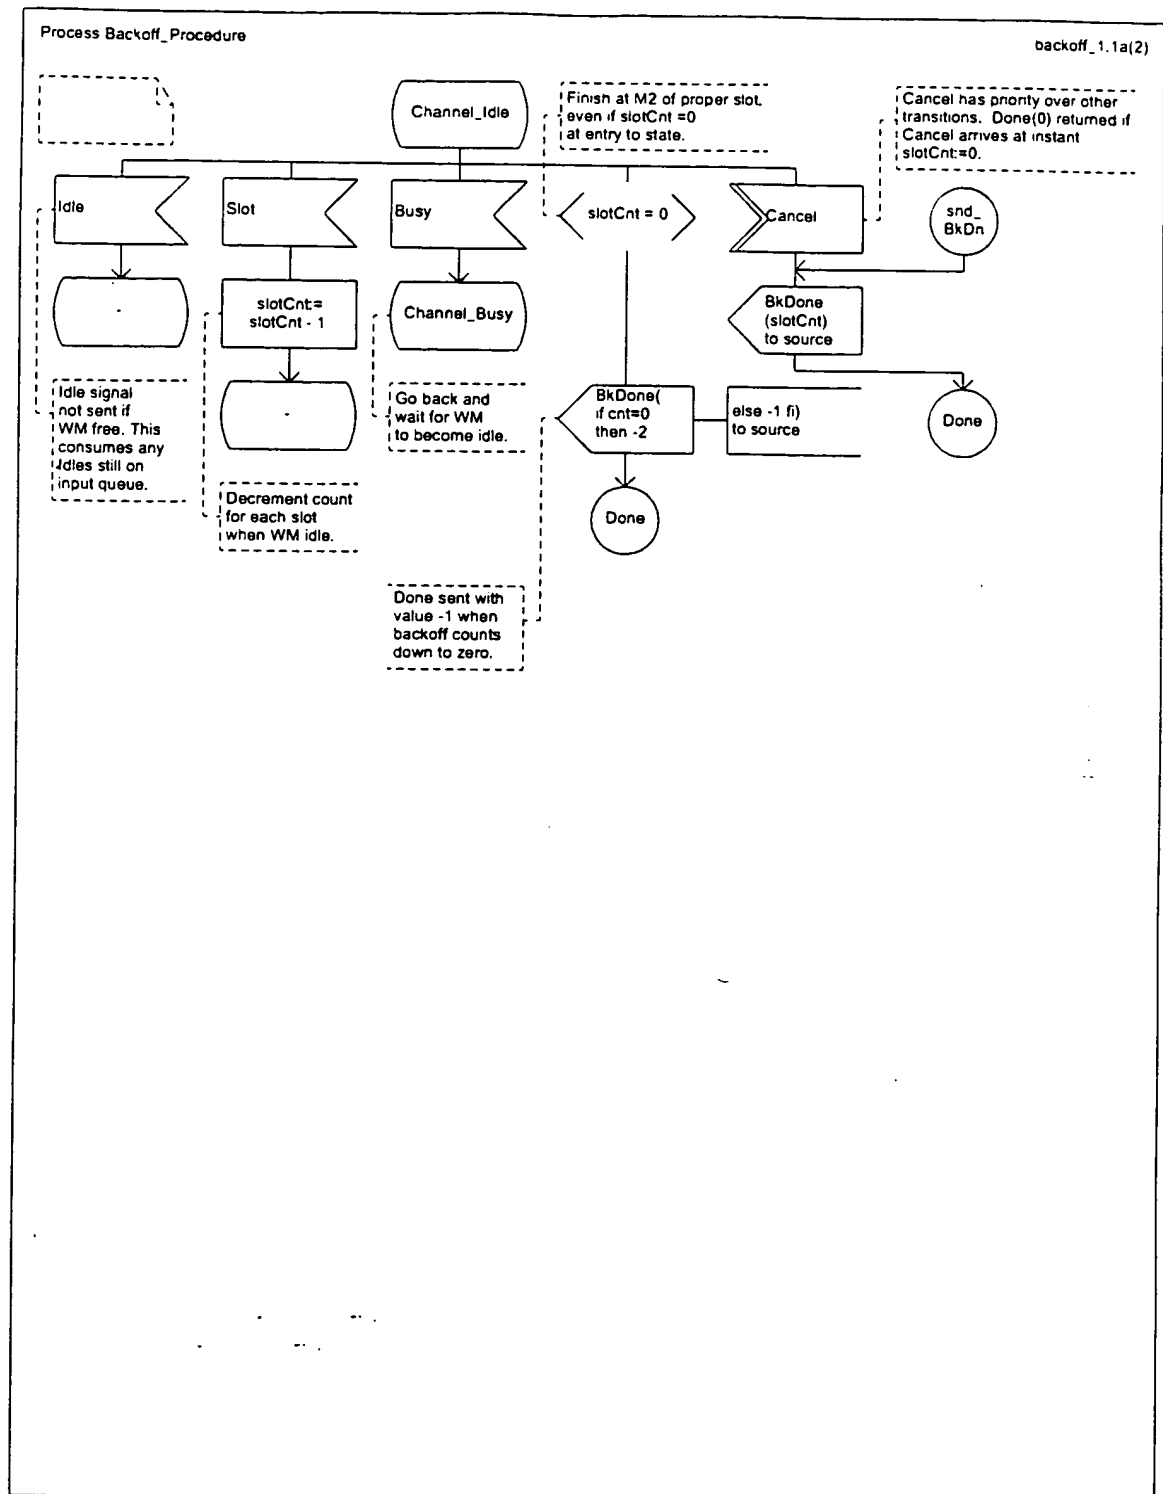 Process Backoff_Procedure
backoff_1.1a(2)
Channel_Idle
Finish at M2 of proper slot.
even if slotCnt =0
at entry to state.
Cancel has priority over other
transitions. Done(0) returned if
Cancel arrives at instant
slotCnt:=0.
Idle
Slot
Busy
slotCnt = 0
Cancel
snd_
BkDn
-
slotCnt:=
slotCnt - 1
Channel_Busy
BkDone
(slotCnt)
to source
Idle signal
not sent if
WM free. This
consumes any
Idles still on
input queue.
-
Go back and
wait for WM
to become idle.
BkDone(
if cnt=0
then -2
else -1 fi)
to source
Done
Decrement count
for each slot
when WM idle.
Done
Done sent with
value -1 when
backoff counts
down to zero.